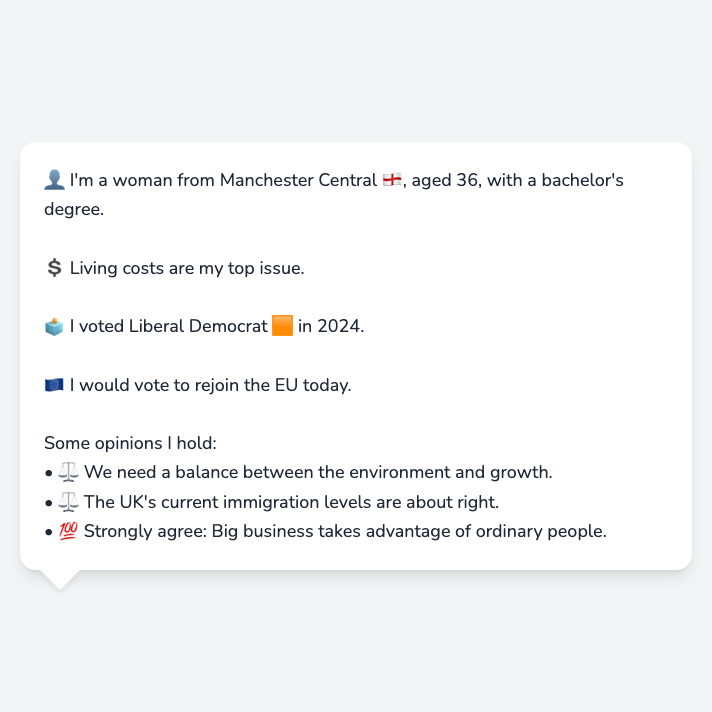 👤 I'm a woman from Manchester Central 🏴󠁧󠁢󠁥󠁮󠁧󠁿, aged 36, with a bachelor's
degree.
💲 Living costs are my top issue.
🗳️ I voted Liberal Democrat 🟧 in 2024.
🇪🇺 I would vote to rejoin the EU today.
Some opinions I hold:
• ⚖️ We need a balance between the environment and growth.
• ⚖️ The UK's current immigration levels are about right.
• 💯 Strongly agree: Big business takes advantage of ordinary people.